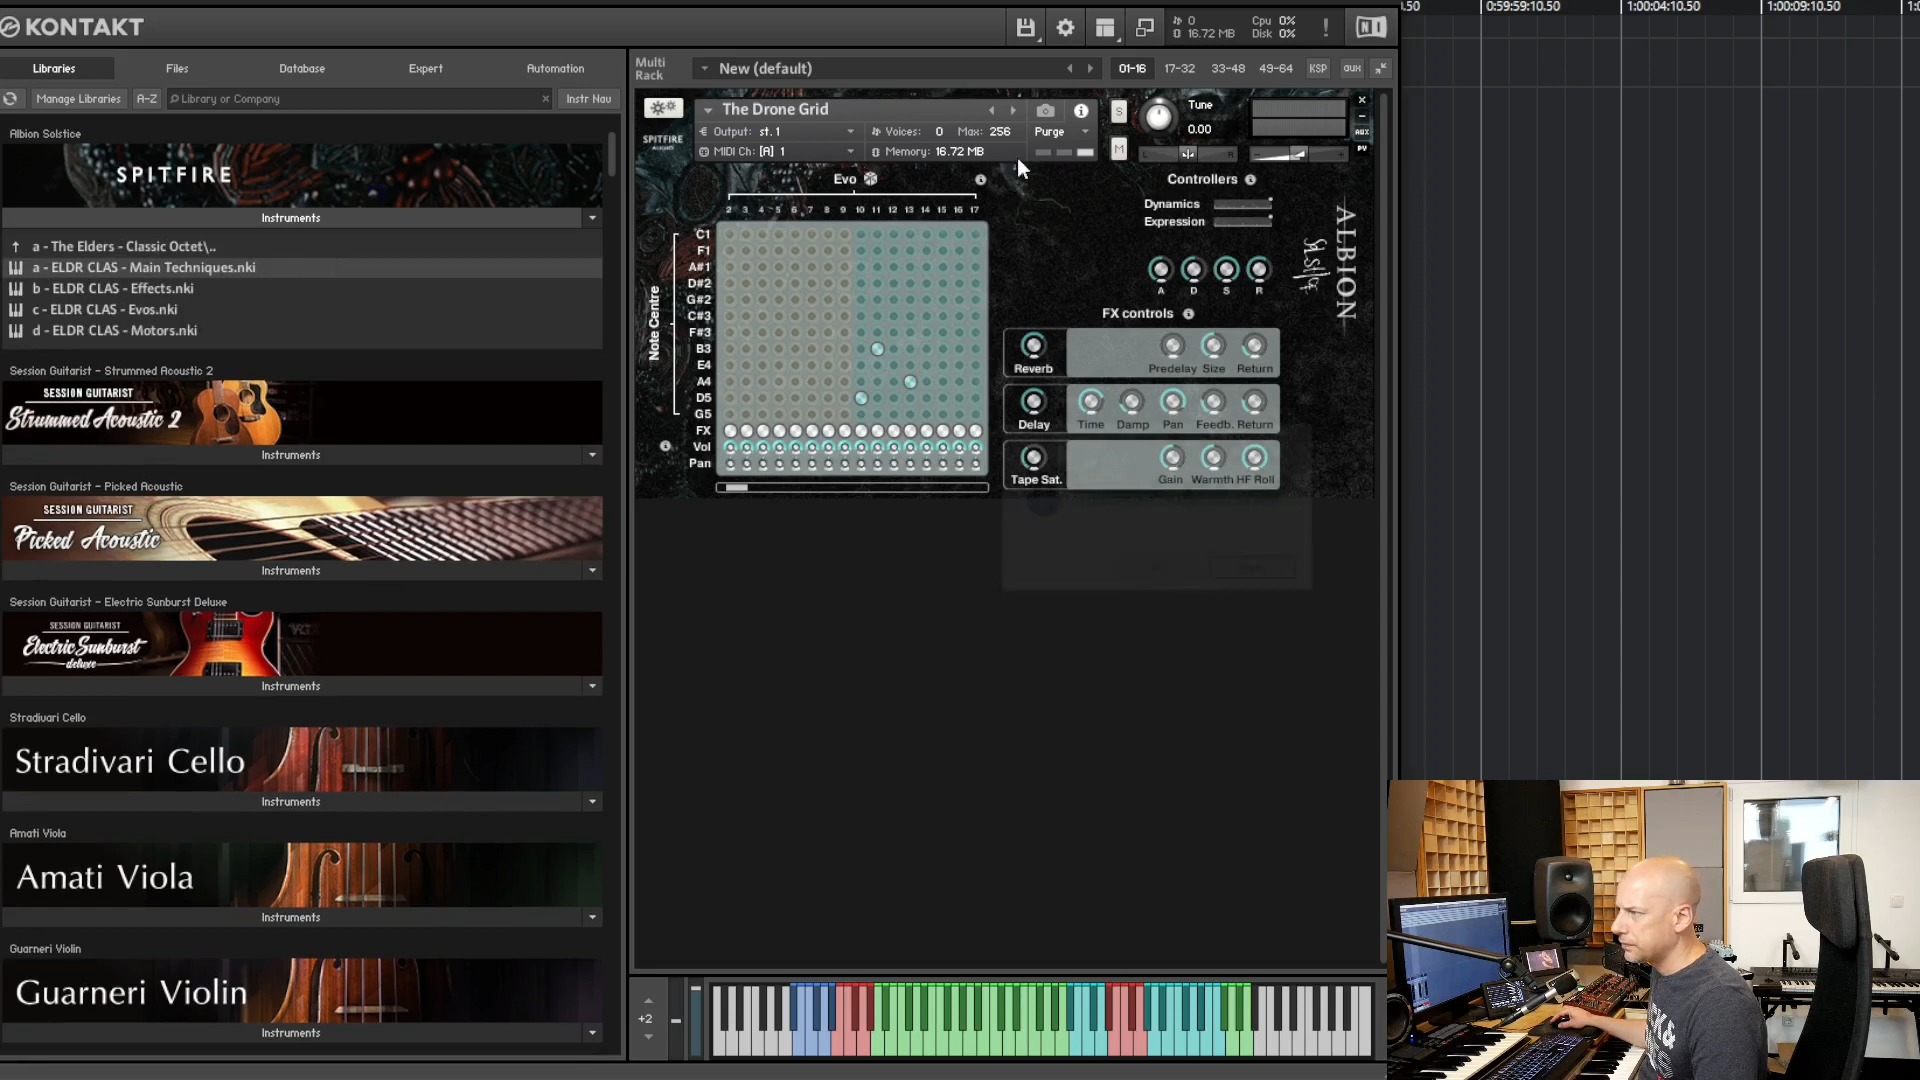 KONTAKT
0
16.72 MB
Cpu 0%
Disk 0%
!
NI
.50
0:59:59:10.50
1:00:04:10.50
1:00:09:10.50
Libraries
Files
Database
Expert
Automation
Multi
Rack
New (default)
01-16
17-32
33-48
49-64
KSP
aux
Manage Libraries
A-Z
Library or Company
Instr Nav
Albion Solstice
SPITFIRE
Instruments
a - The Elders - Classic Octet\..
a - ELDR CLAS - Main Techniques.nki
b - ELDR CLAS - Effects.nki
c - ELDR CLAS - Evos.nki
d - ELDR CLAS - Motors.nki
Session Guitarist - Strummed Acoustic 2
SESSION GUITARIST
Strummed Acoustic 2
Instruments
Session Guitarist - Picked Acoustic
SESSION GUITARIST
Picked Acoustic
Instruments
Session Guitarist - Electric Sunburst Deluxe
SESSION GUITARIST
Electric Sunburst
deluxe
Instruments
Stradivari Cello
Stradivari Cello
Instruments
Amati Viola
Amati Viola
Instruments
Guarneri Violin
Guarneri Violin
Instruments
The Drone Grid
SPITFIRE
AUDIO
Output: st.1
Voices: 0 Max: 256
Purge
MIDI Ch: [A] 1
Memory: 16.72 MB
S
M
Tune
0.00
L
R
AUX
PV
Evo
2 3 4 5 6 7 8 9 10 11 12 13 14 15 16 17
Note Centre
C1
F1
A#1
D#2
G#2
C#3
F#3
B3
E4
A4
D5
G5
FX
Vol
Pan
Controllers
Dynamics
Expression
A D S R
ALBION
Solstice
FX controls
Reverb
Predelay Size Return
Delay
Time Damp Pan Feedb. Return
Tape Sat.
Gain Warmth HF Roll
+2